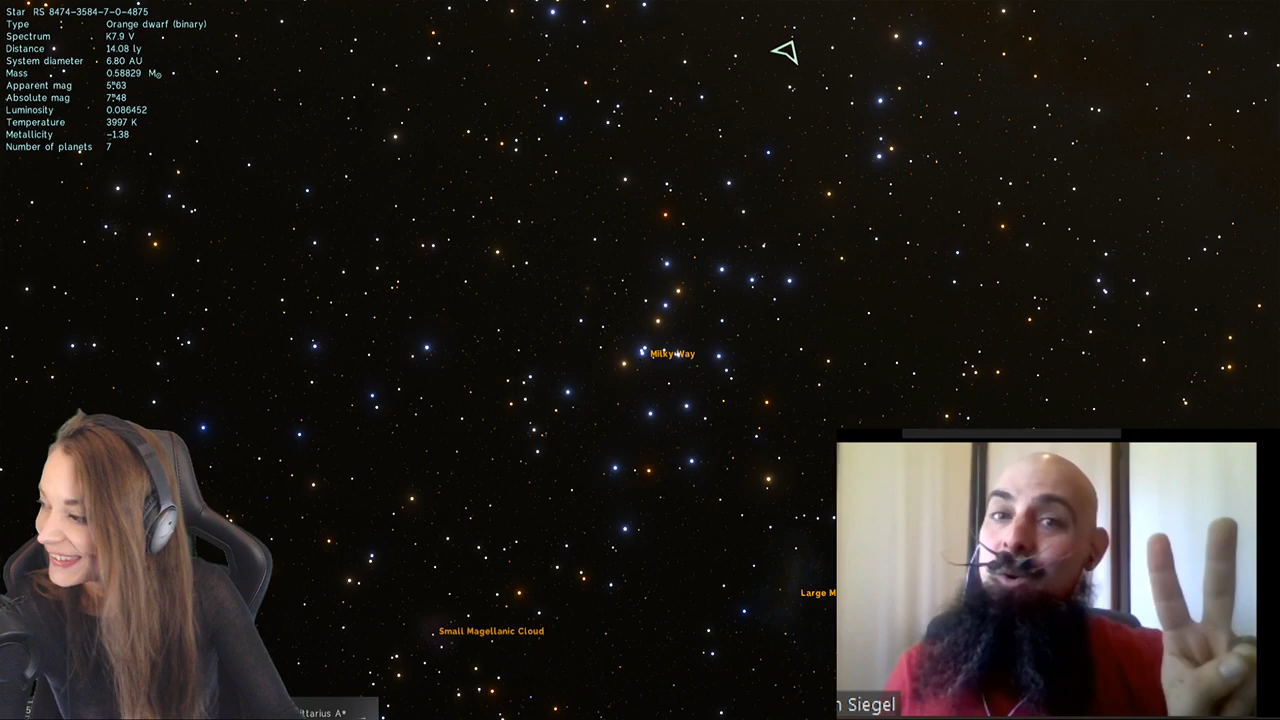 Star RS 8474-3584-7-0-4875
Type Orange dwarf (binary)
Spectrum K7.9 V
Distance 14.08 ly
System diameter 6.80 AU
Mass 0.58829 M☉
Apparent mag 5.63
Absolute mag 7.48
Luminosity 0.086452
Temperature 3997 K
Metallicity -1.38
Number of planets 7
Milky Way
Large M
Small Magellanic Cloud
n Siegel
ittarius A*